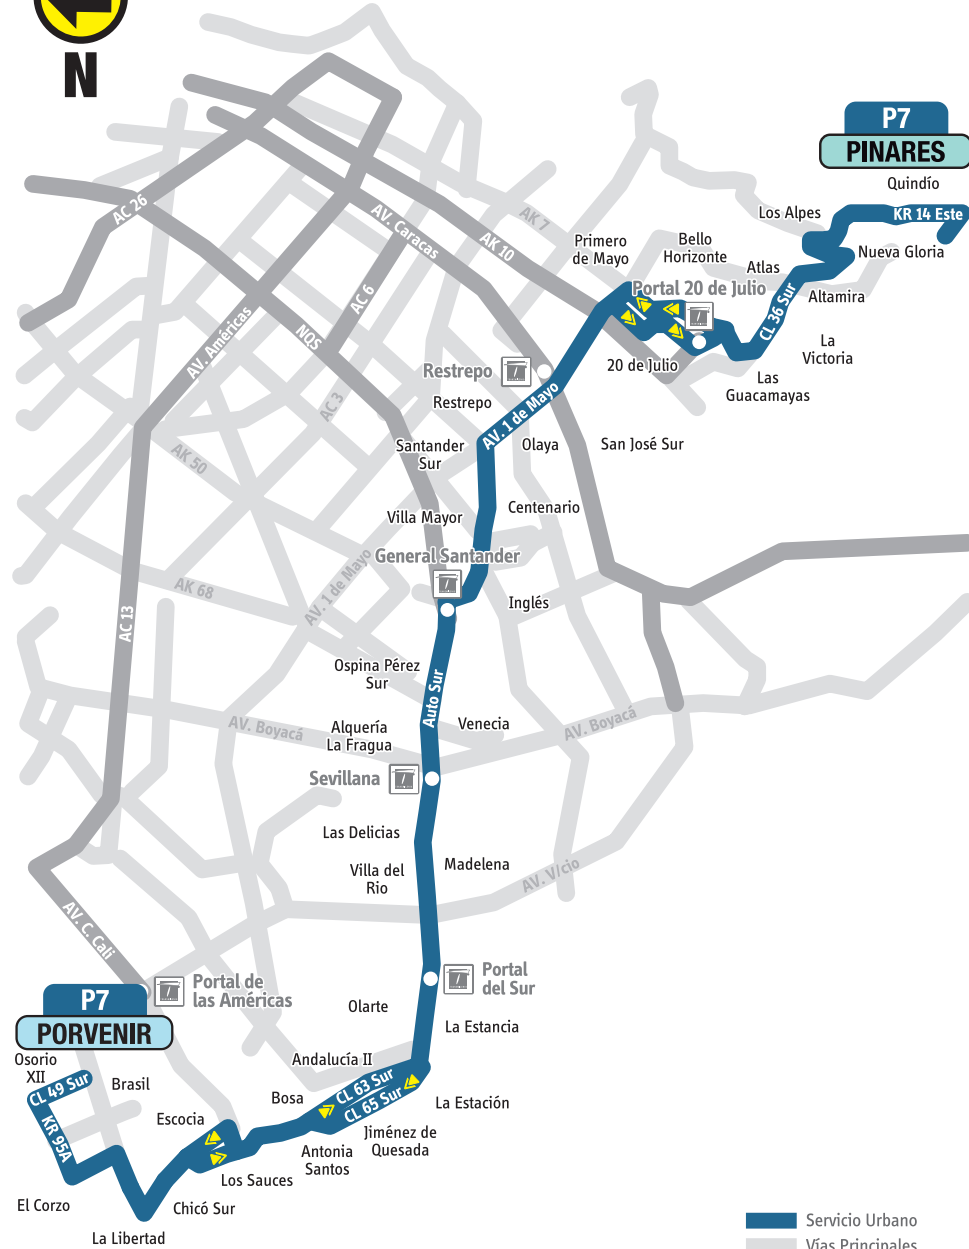 N
P7
PINARES
Quindío
Los Alpes
KR 14 Este
AK 7
AC 26
AV. Caracas
AK 10
Primero
de Mayo
Bello
Horizonte
Nueva Gloria
Atlas
Portal 20 de Julio
Altamira
AC 6
CL 36 Sur
AV. Américas
NQS
La
Victoria
20 de Julio
Restrepo
Las
Guacamayas
Restrepo
AC 3
AV. 1 de Mayo
Santander
Sur
Olaya
San José Sur
AK 50
Villa Mayor
Centenario
General Santander
AK 68
AV. 1 de Mayo
Inglés
AC 13
Ospina Pérez
Sur
Auto Sur
AV. Boyacá
Alquería
La Fragua
Venecia
AV. Boyacá
Sevillana
Las Delicias
Villa del
Rio
Madelena
AV. V/cio
AV. C. Cali
Portal de
las Américas
Portal
del Sur
P7
PORVENIR
Olarte
La Estancia
Osorio
XII
Andalucía II
CL 49 Sur
Brasil
Bosa
CL 63 Sur
CL 65 Sur
La Estación
KR 95A
Escocia
Jiménez de
Quesada
Antonia
Santos
Los Sauces
El Corzo
Chicó Sur
La Libertad
Servicio Urbano
Vías Principales